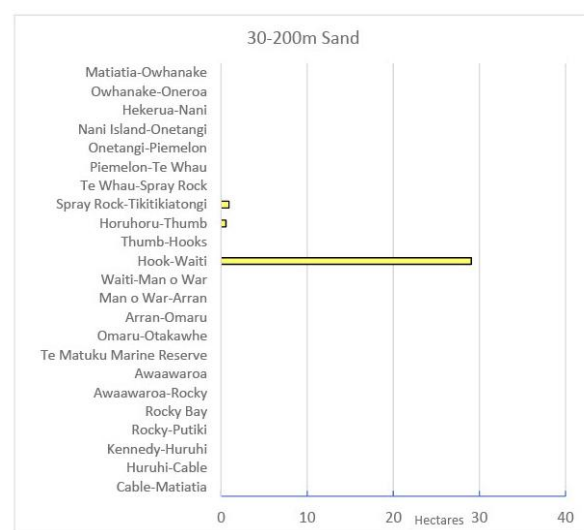 30-200m Sand
Matiatia-Owhanake
Owhanake-Oneroa
Hekerua-Nani
Nani Island-Onetangi
Onetangi-Piemelon
Piemelon-Te Whau
Te Whau-Spray Rock
Spray Rock-Tikitikiatongi
Horuhoru-Thumb
Thumb-Hooks
Hook-Waiti
Waiti-Man o War
Man o War-Arran
Arran-Omaru
Omaru-Otakawhe
Te Matuku Marine Reserve
Awaawaroa
Awaawaroa-Rocky
Rocky Bay
Rocky-Putiki
Kennedy-Huruhi
Huruhi-Cable
Cable-Matiatia
0 10 20 Hectares 30 40